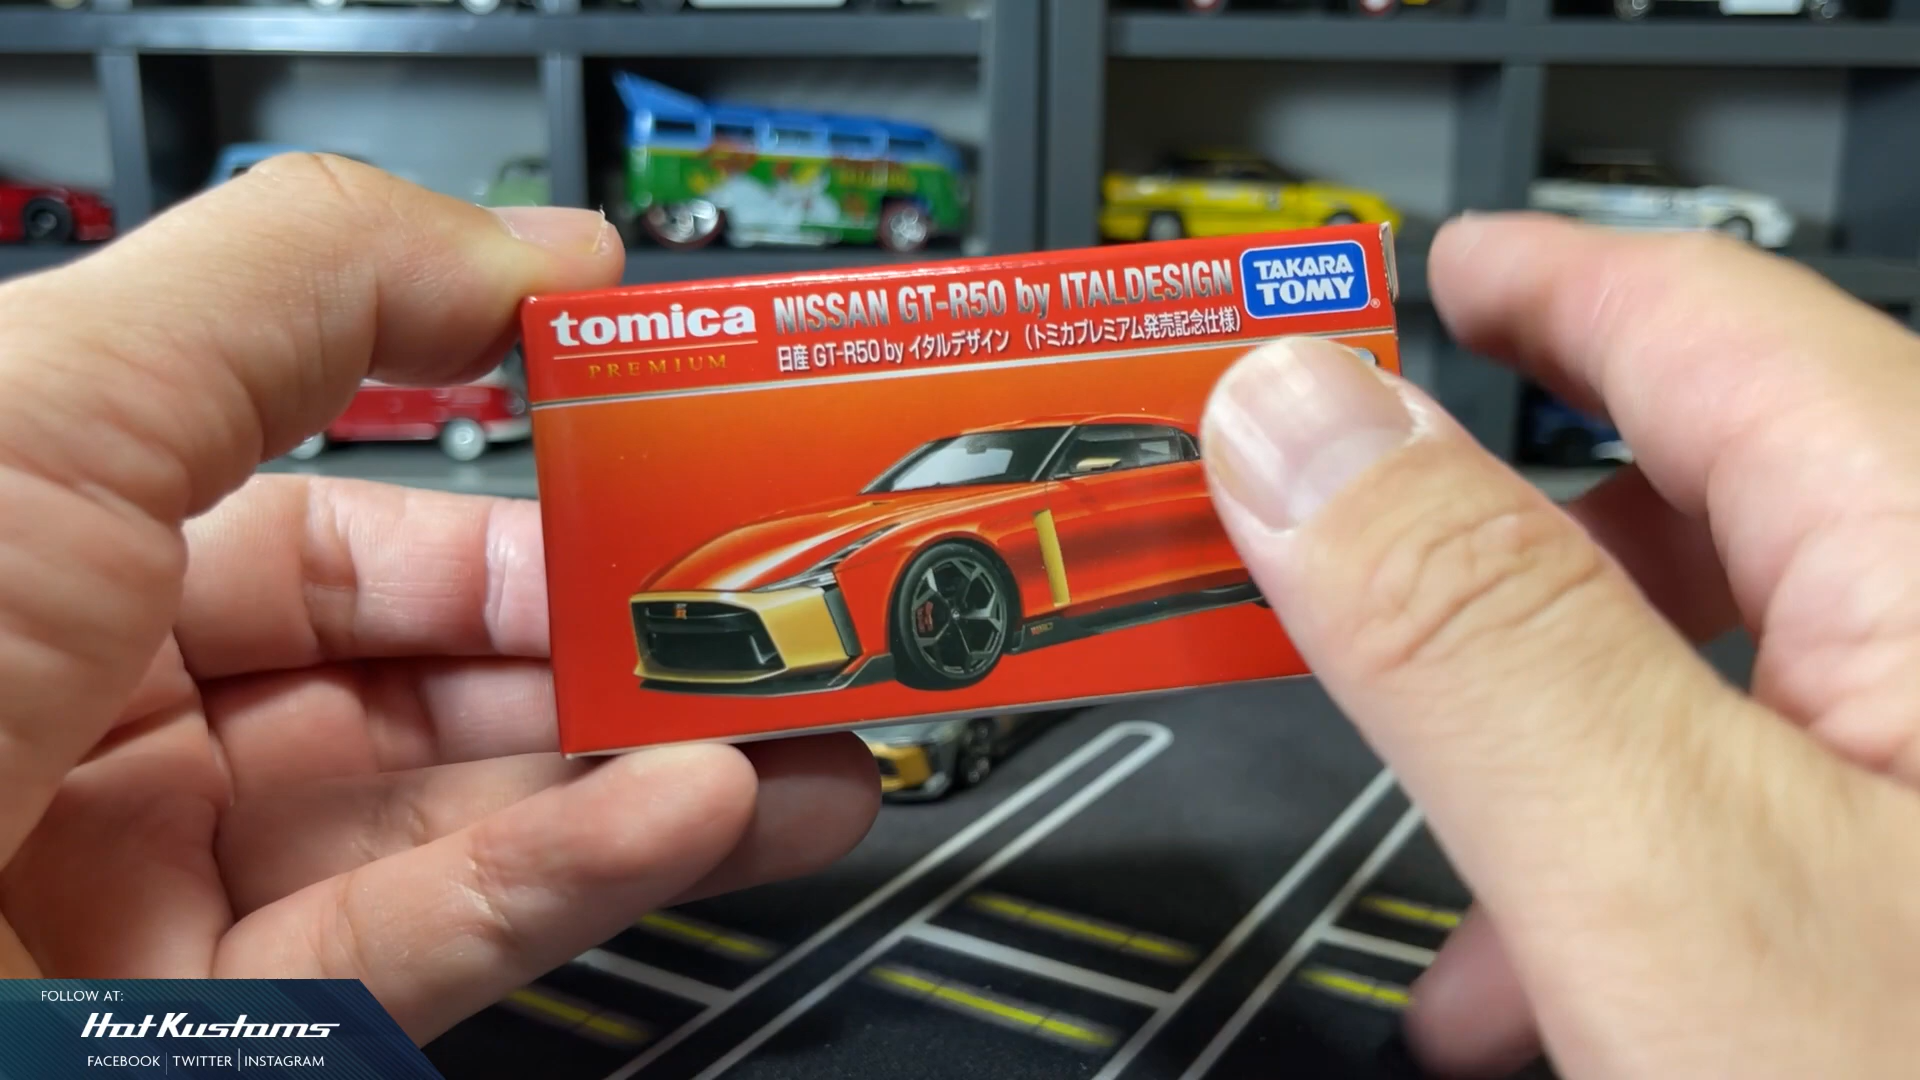 tomica
PREMIUM
NISSAN GT-R50 by ITALDESIGN
日産 GT-R50 by イタルデザイン (トミカプレミアム発売記念仕様)
TAKARA
TOMY
®
FOLLOW AT:
Hot Kustoms
FACEBOOK | TWITTER | INSTAGRAM